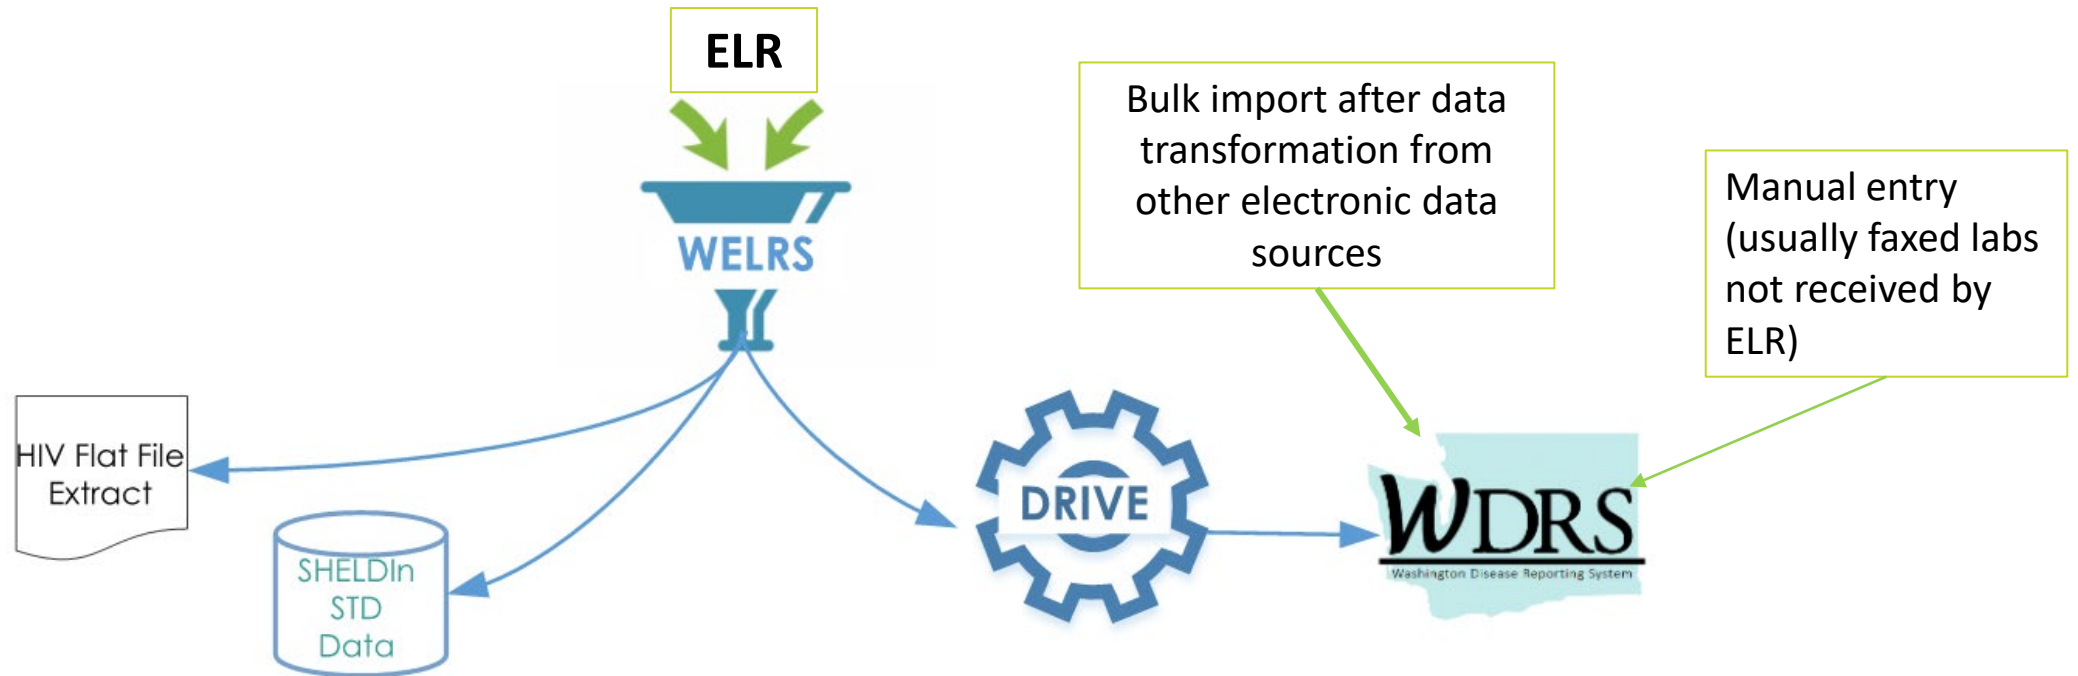 ELR
Bulk import after data
transformation from
other electronic data
sources
Manual entry
(usually faxed labs
not received by
ELR)
WELRS
HIV Flat File
Extract
SHELDIn
STD
Data
DRIVE
WDRS
Washington Disease Reporting System